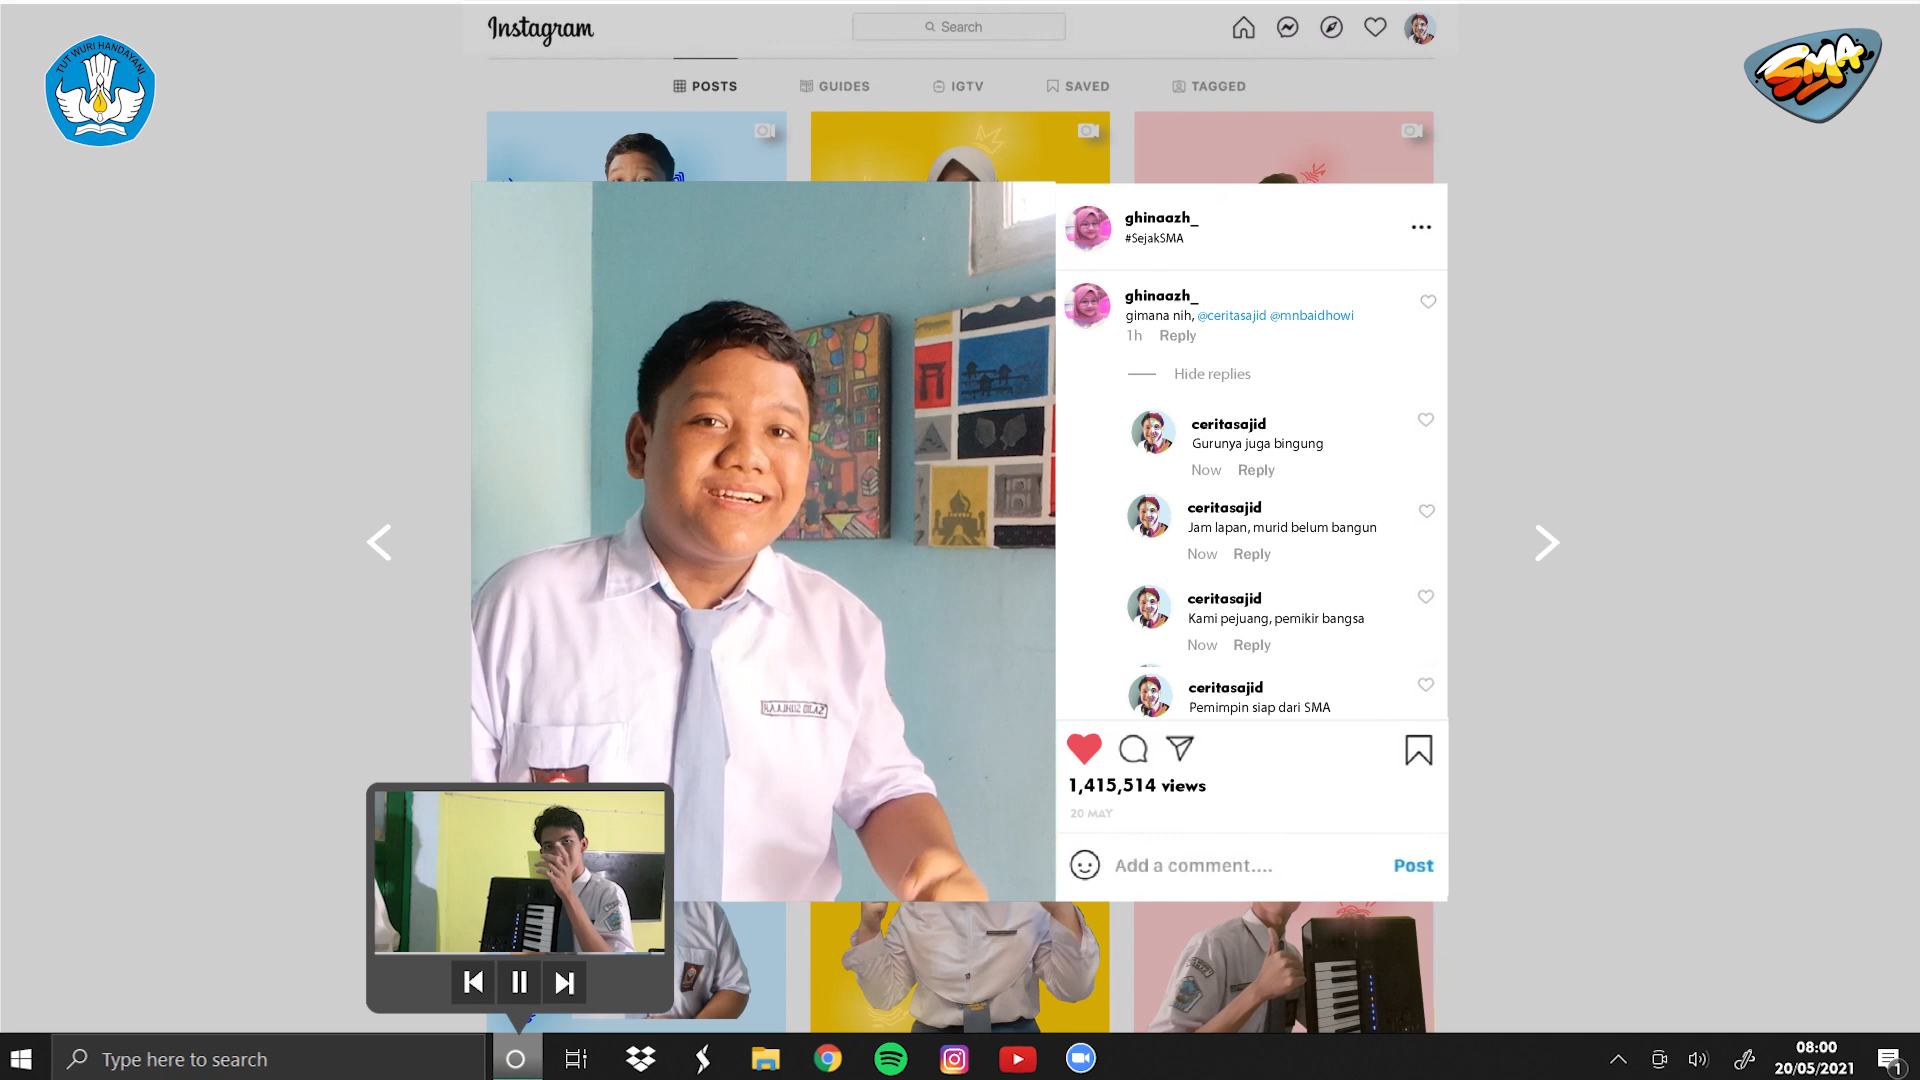 Instagram
Search
TUT WURI HANDAYANI
SMA
POSTS
GUIDES
IGTV
SAVED
TAGGED
ghinaazh_
#SejakSMA
ghinaazh_
gimana nih, @ceritasajid @mnbaidhowi
1h Reply
Hide replies
ceritasajid
Gurunya juga bingung
Now Reply
ceritasajid
Jam lapan, murid belum bangun
Now Reply
ceritasajid
Kami pejuang, pemikir bangsa
Now Reply
ceritasajid
Pemimpin siap dari SMA
1,415,514 views
20 MAY
Add a comment....
Post
Type here to search
08:00
20/05/2021
1